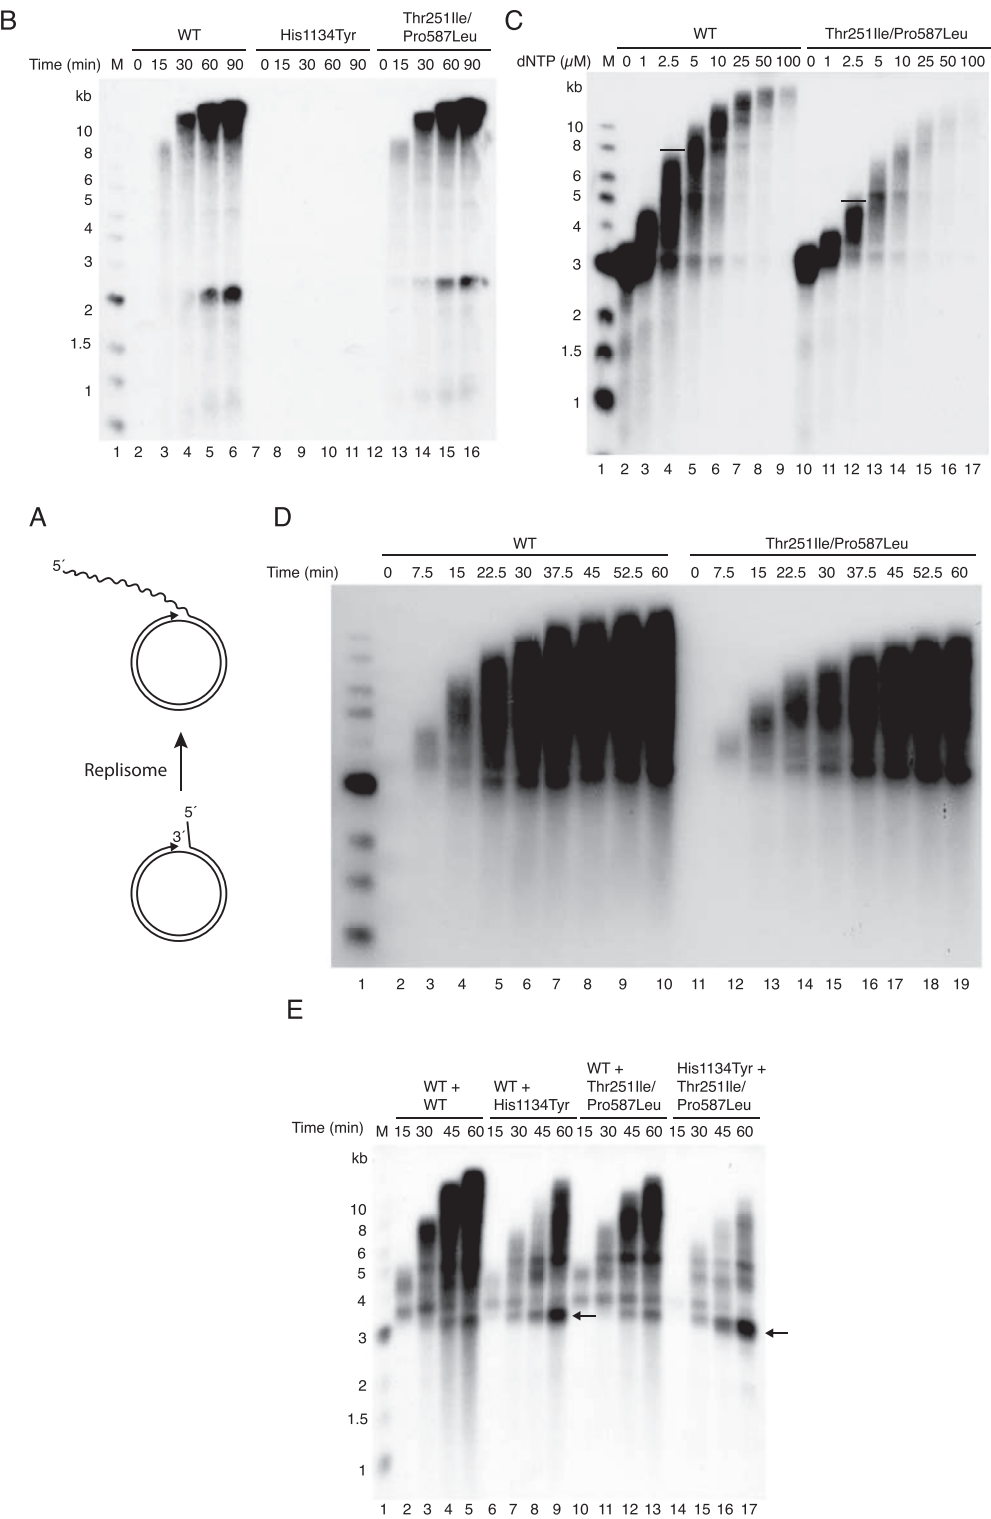 B
WT
His1134Tyr
Thr251Ile/
Pro587Leu
Time (min) M 0 15 30 60 90 0 15 30 60 90 0 15 30 60 90
kb
10
8
6
5
4
3
2
1.5
1
1 2 3 4 5 6 7 8 9 10 11 12 13 14 15 16
C
WT
Thr251Ile/Pro587Leu
dNTP (µM) M 0 1 2.5 5 10 25 50 100 0 1 2.5 5 10 25 50 100
kb
10
8
6
5
4
3
2
1.5
1
1 2 3 4 5 6 7 8 9 10 11 12 13 14 15 16 17
A
5´
Replisome
5´
3´
D
WT
Thr251Ile/Pro587Leu
Time (min) 0 7.5 15 22.5 30 37.5 45 52.5 60 0 7.5 15 22.5 30 37.5 45 52.5 60
1 2 3 4 5 6 7 8 9 10 11 12 13 14 15 16 17 18 19
E
WT +
WT
WT +
His1134Tyr
WT +
Thr251Ile/
Pro587Leu
His1134Tyr +
Thr251Ile/
Pro587Leu
Time (min) M 15 30 45 60 15 30 45 60 15 30 45 60 15 30 45 60
kb
10
8
6
5
4
3
2
1.5
1
1 2 3 4 5 6 7 8 9 10 11 12 13 14 15 16 17